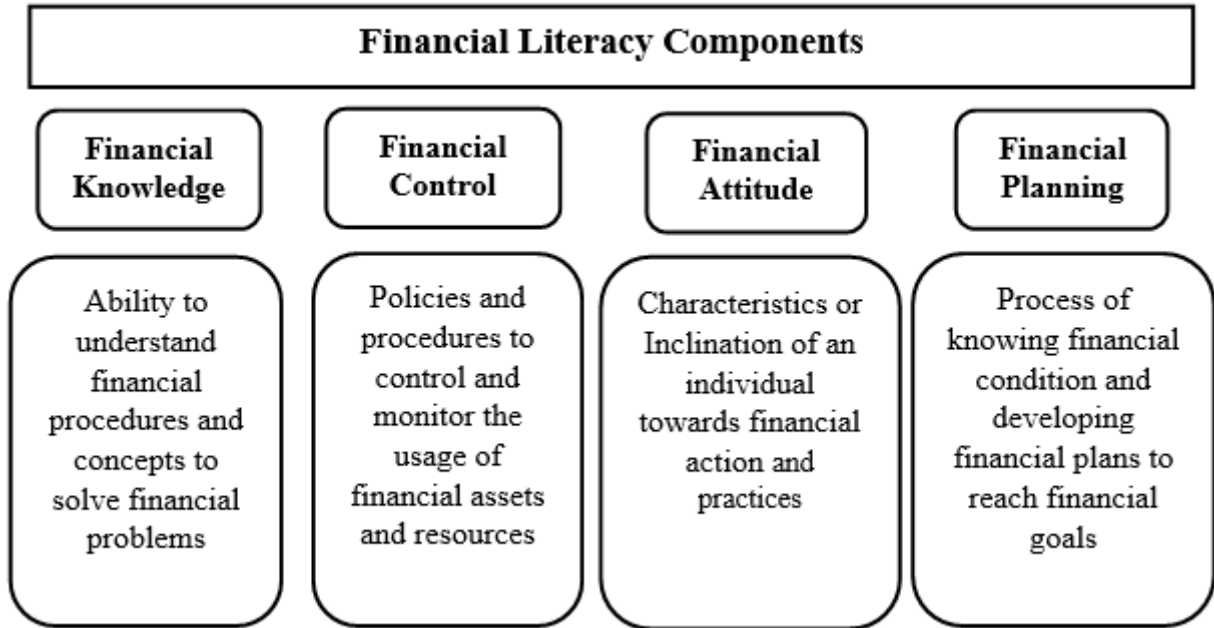 Financial Literacy Components
Financial
Knowledge
Financial
Control
Financial
Attitude
Financial
Planning
Ability to
understand
financial
procedures and
concepts to
solve financial
problems
Policies and
procedures to
control and
monitor the
usage of
financial assets
and resources
Characteristics or
Inclination of an
individual
towards financial
action and
practices
Process of
knowing financial
condition and
developing
financial plans to
reach financial
goals